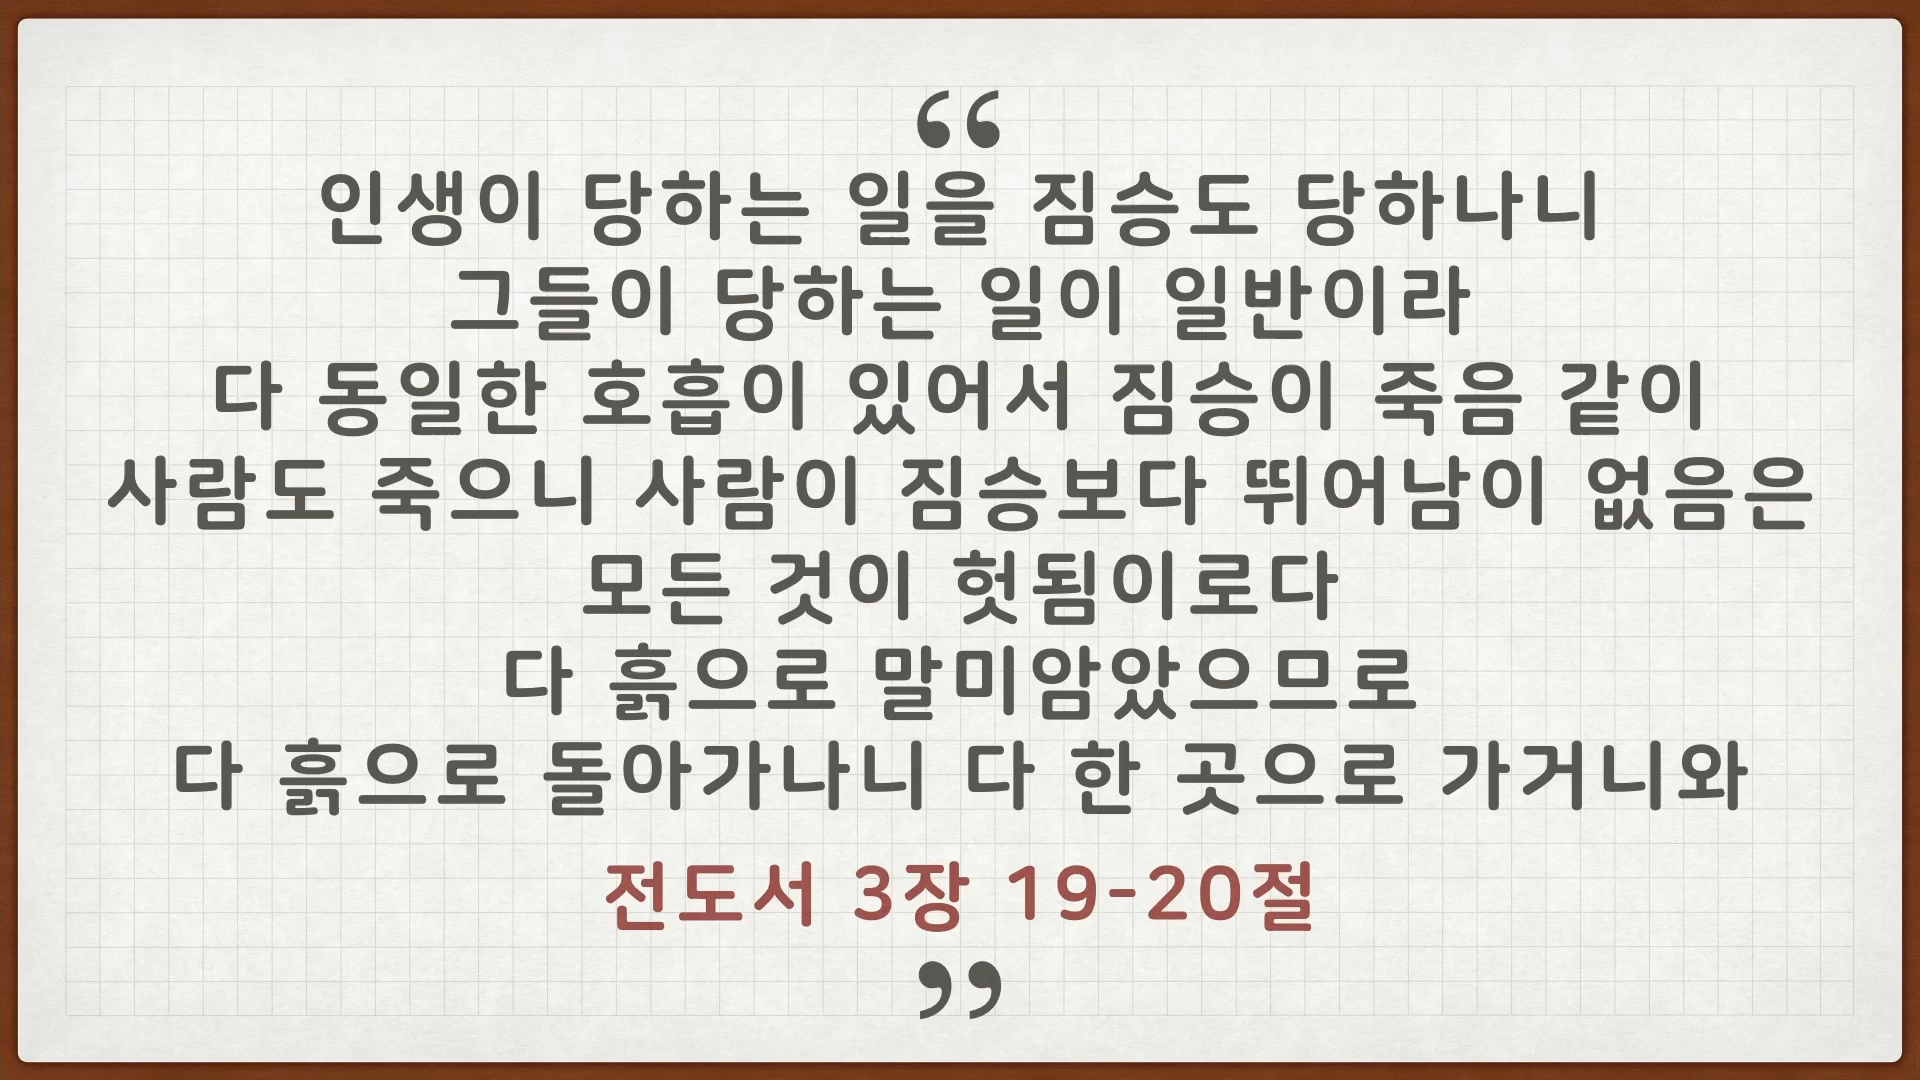 “
인생이 당하는 일을 짐승도 당하나니
그들이 당하는 일이 일반이라
다 동일한 호흡이 있어서 짐승이 죽음 같이
사람도 죽으니 사람이 짐승보다 뛰어남이 없음은
모든 것이 헛됨이로다
다 흙으로 말미암았으므로
다 흙으로 돌아가나니 다 한 곳으로 가거니와
전도서 3장 19-20절
”